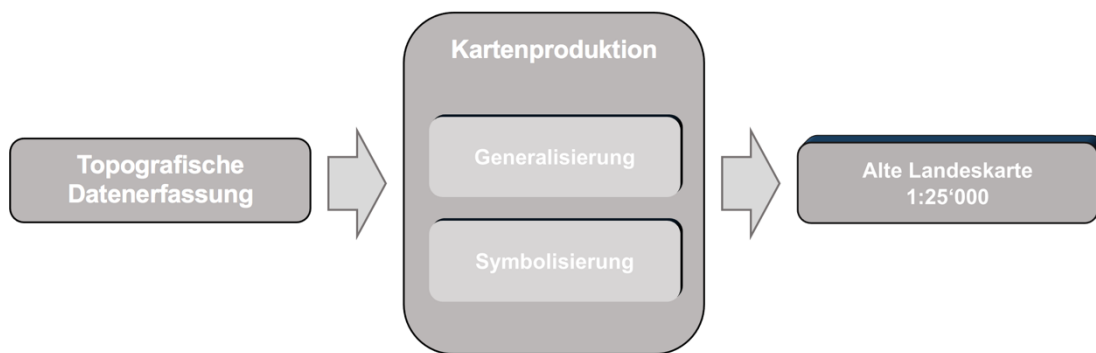 Kartenproduktion
Topografische
Datenerfassung
Generalisierung
Symbolisierung
Alte Landeskarte
1:25‘000